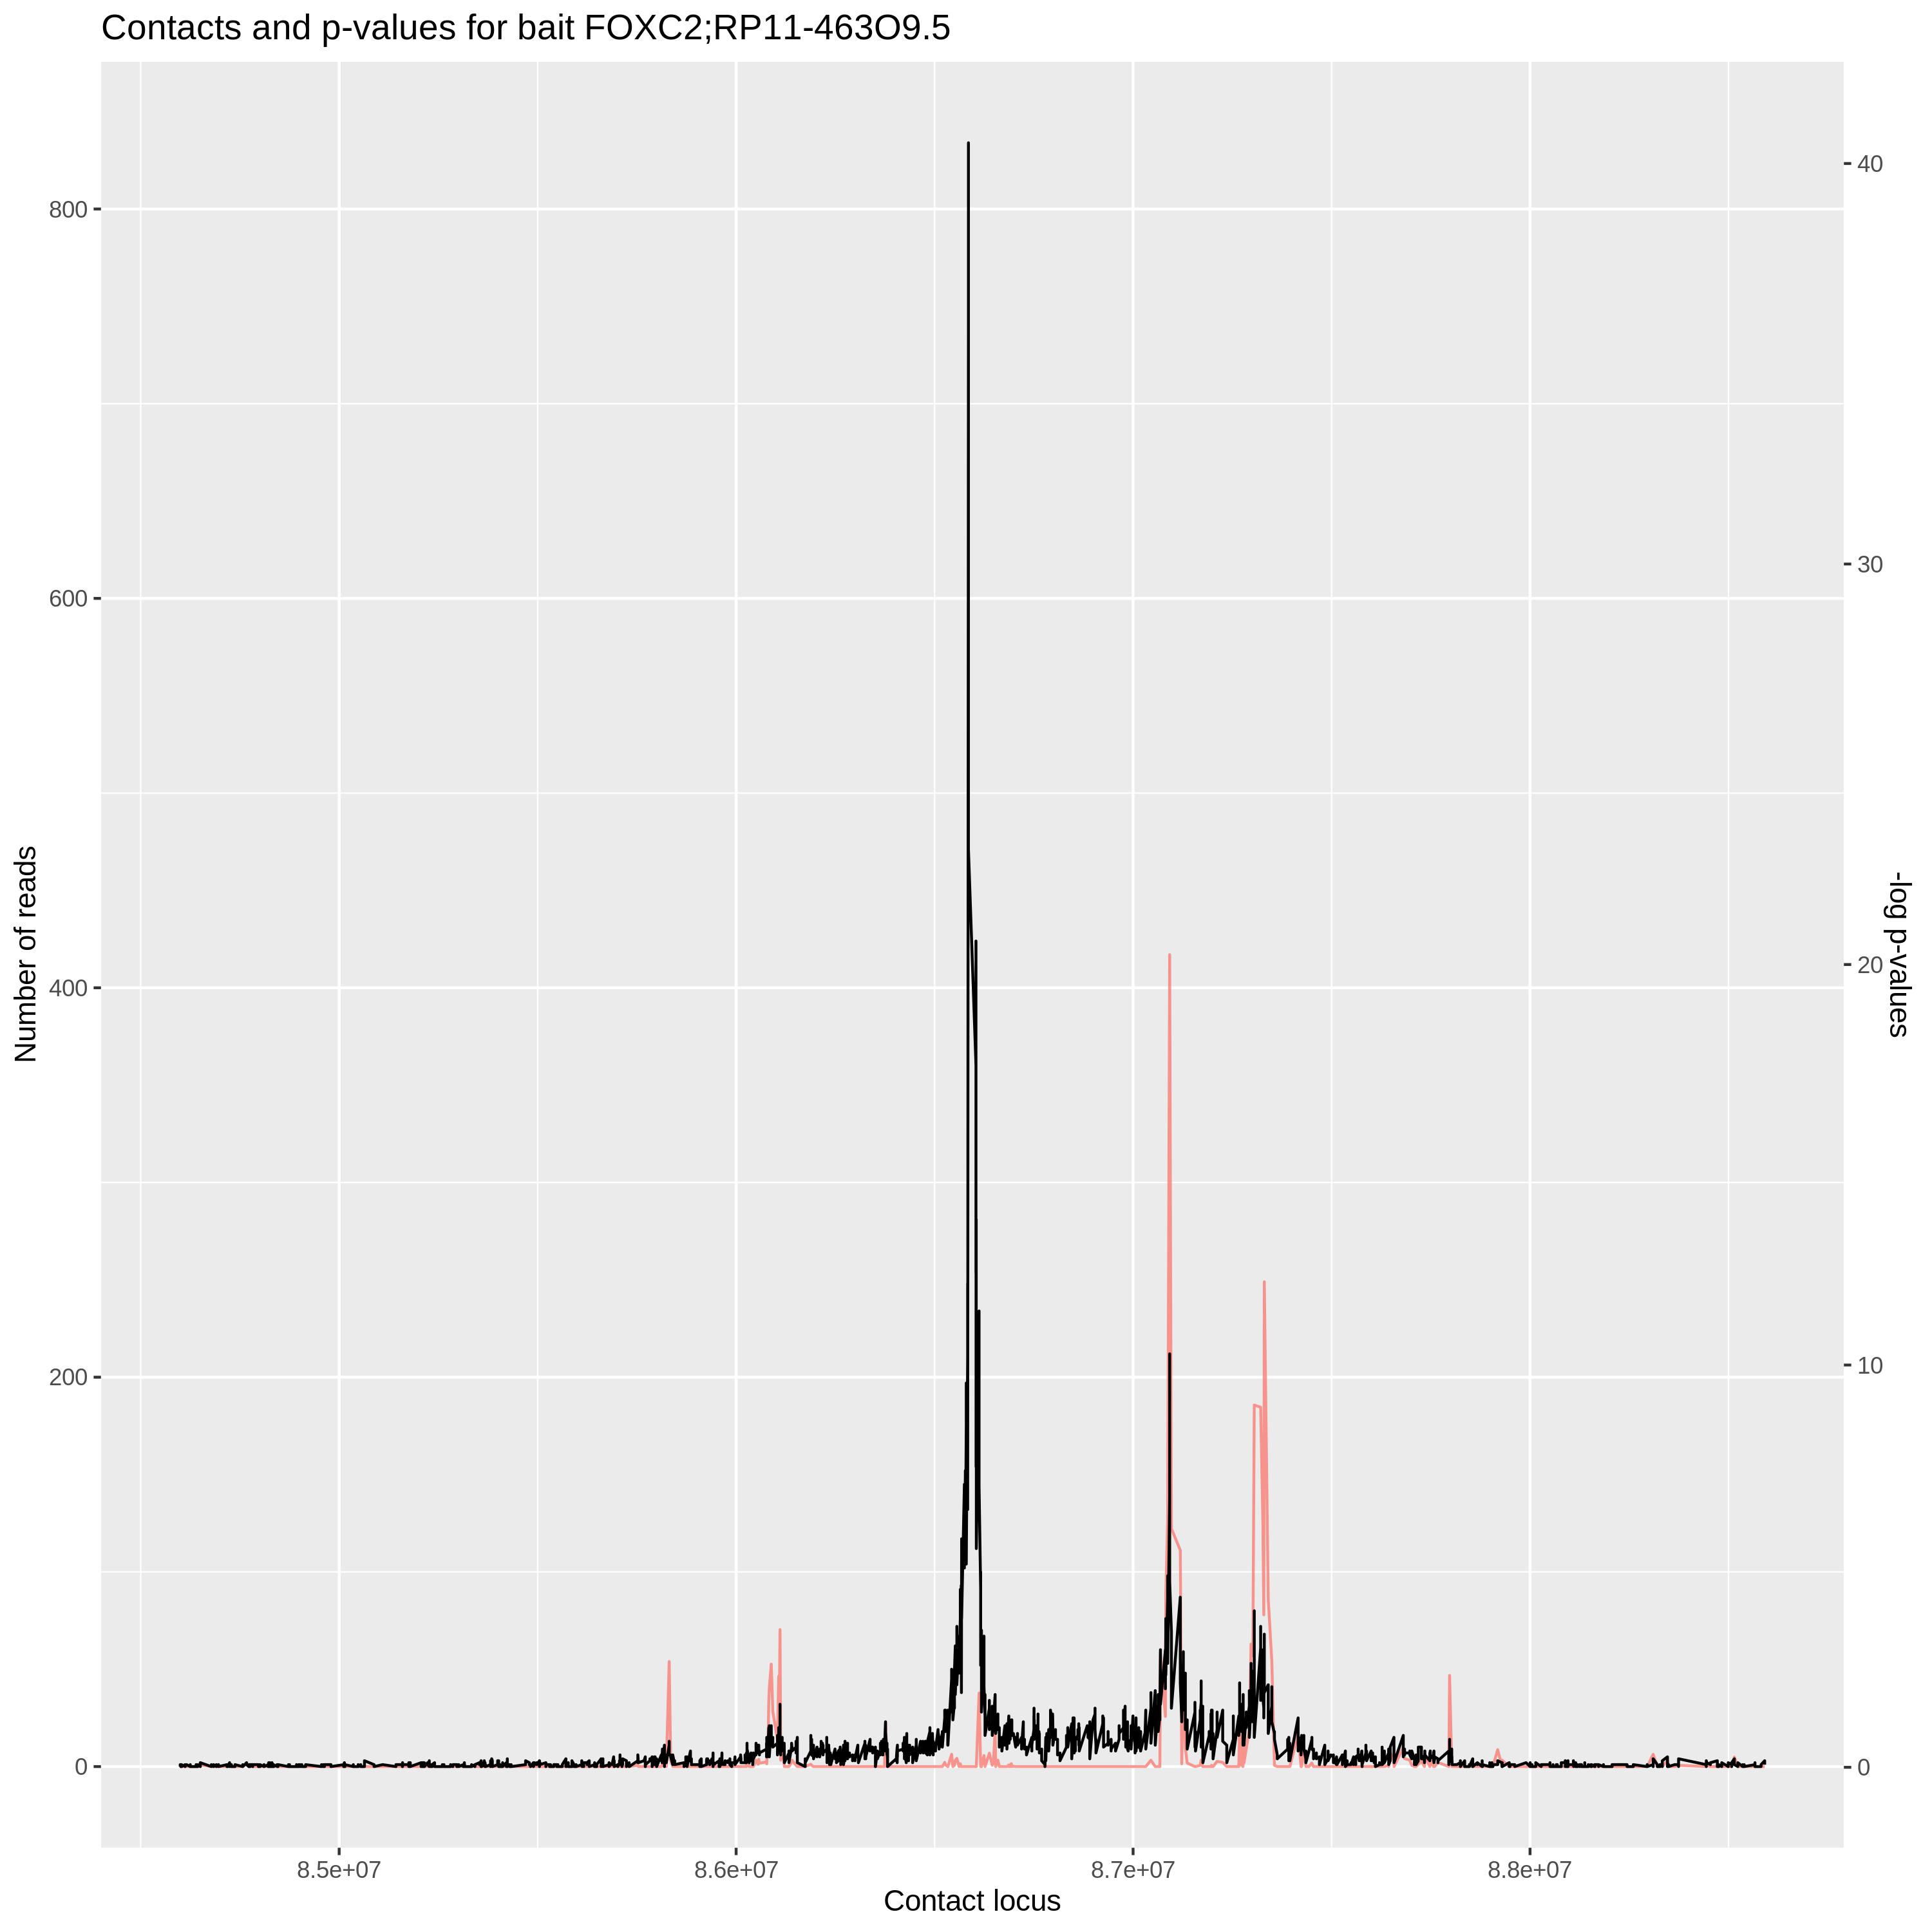 Contacts and p-values for bait FOXC2;RP11-463O9.5
800
600
400
200
0
Number of reads
40
30
20
10
0
-log p-values
8.5e+07 8.6e+07 8.7e+07 8.8e+07
Contact locus